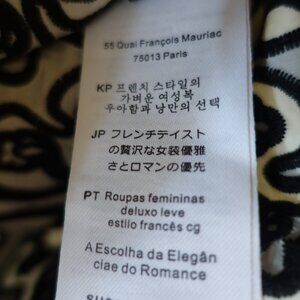 55 Quai François Mauriac
75013 Paris
KP 프렌치 스타일의
가벼운 여성복
우아함과 낭만의 선택
JP フレンチテイスト
の贅沢な女装優雅
さとロマンの優先
PT Roupas femininas
deluxo leve
estilo francês cg
A Escolha da Elegân
ciae do Romance